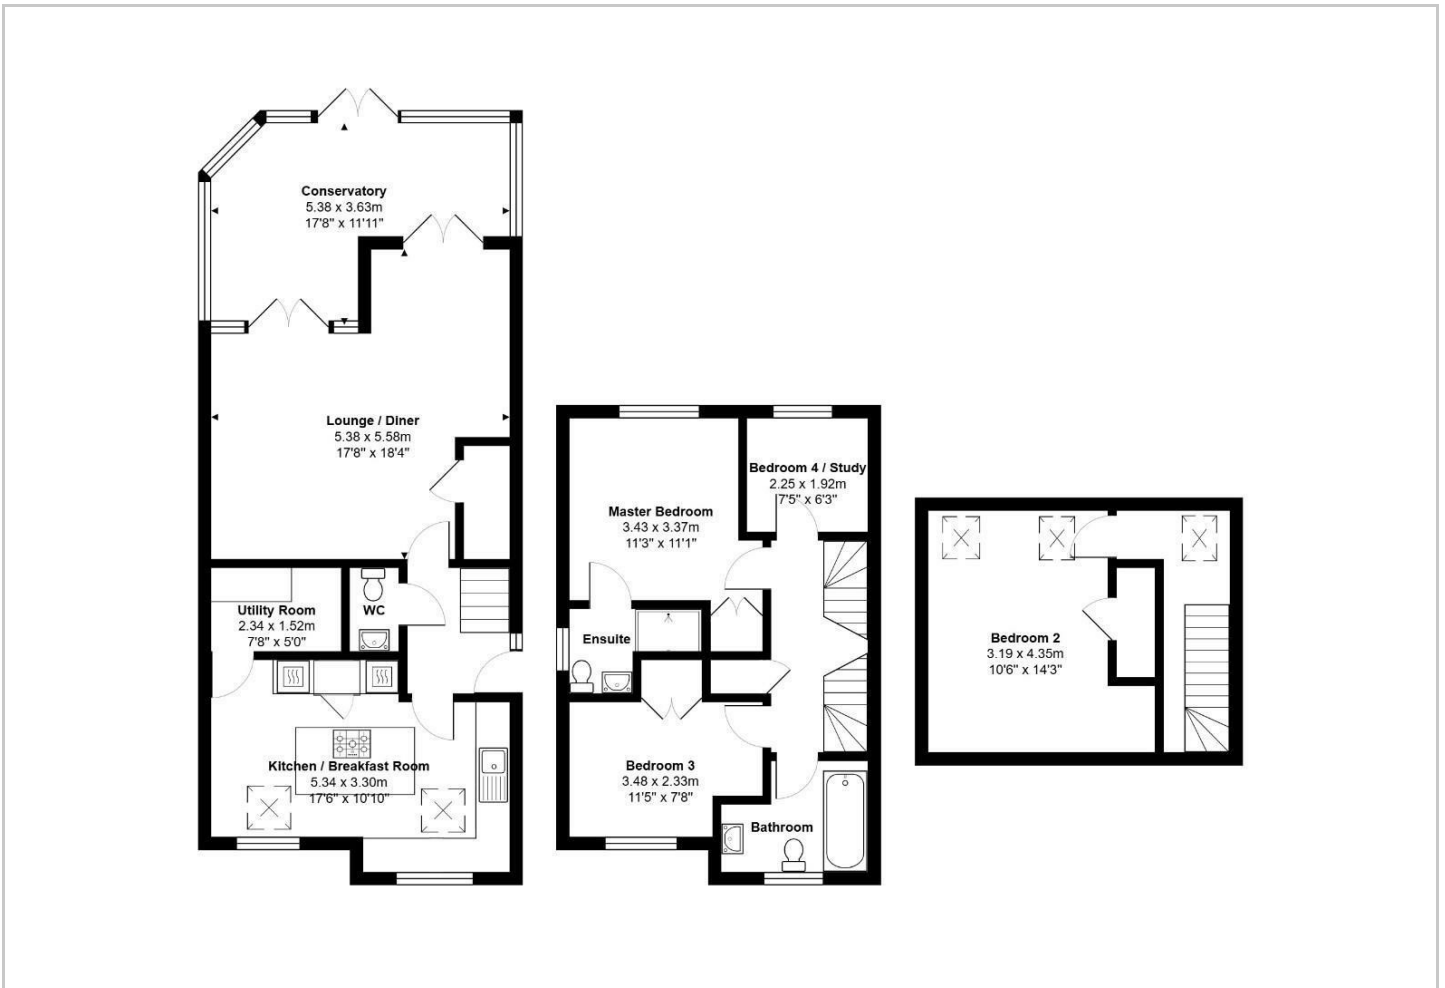 Conservatory
5.38 x 3.63m
17'8" x 11'11"
Lounge / Diner
5.38 x 5.58m
17'8" x 18'4"
Utility Room
2.34 x 1.52m
7'8" x 5'0"
WC
Kitchen / Breakfast Room
5.34 x 3.30m
17'6" x 10'10"
Master Bedroom
3.43 x 3.37m
11'3" x 11'1"
Bedroom 4 / Study
2.25 x 1.92m
7'5" x 6'3"
Ensuite
Bedroom 3
3.48 x 2.33m
11'5" x 7'8"
Bathroom
Bedroom 2
3.19 x 4.35m
10'6" x 14'3"